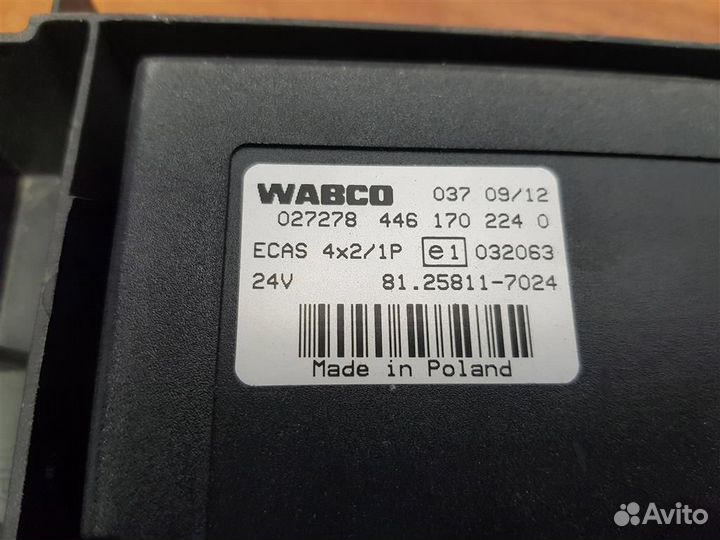 WABCO 037 09/12
027278 446 170 224 0
ECAS 4x2/1P e1 032063
24V 81.25811-7024
Made in Poland
Avito